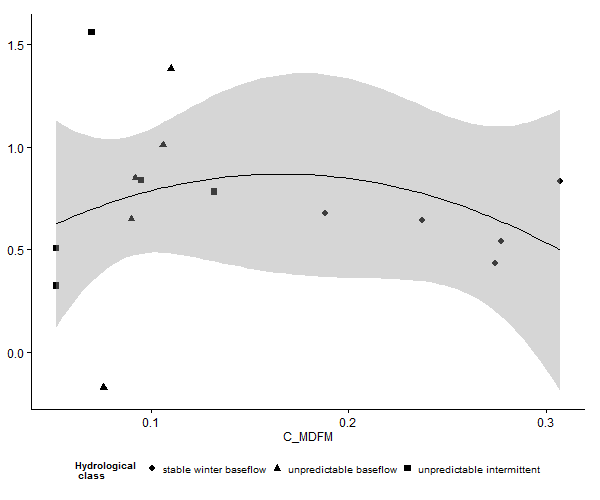 1.5
1.0
0.5
0.0
0.1 0.2 0.3
C_MDFM
Hydrological
class
stable winter baseflow unpredictable baseflow unpredictable intermittent